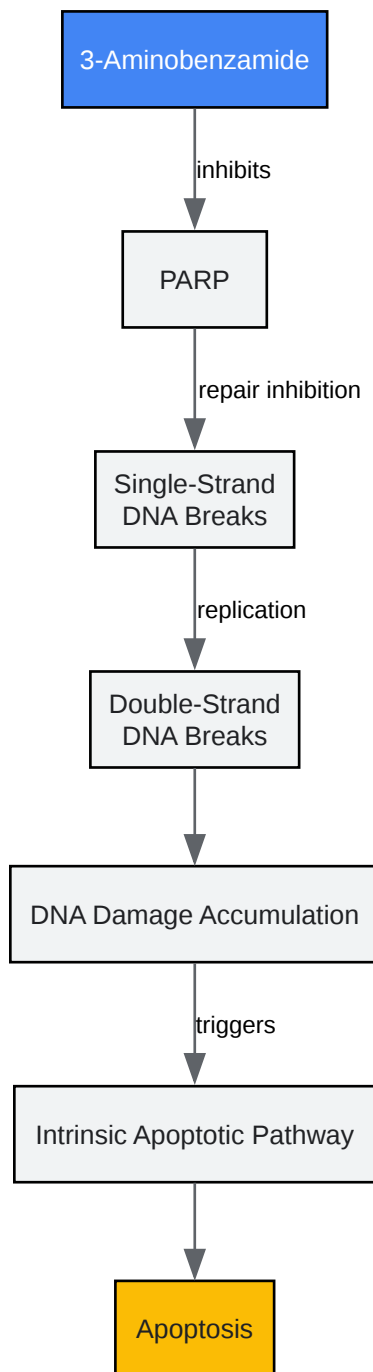 3-Aminobenzamide
inhibits
PARP
repair inhibition
Single-Strand
DNA Breaks
replication
Double-Strand
DNA Breaks
DNA Damage Accumulation
triggers
Intrinsic Apoptotic Pathway
Apoptosis